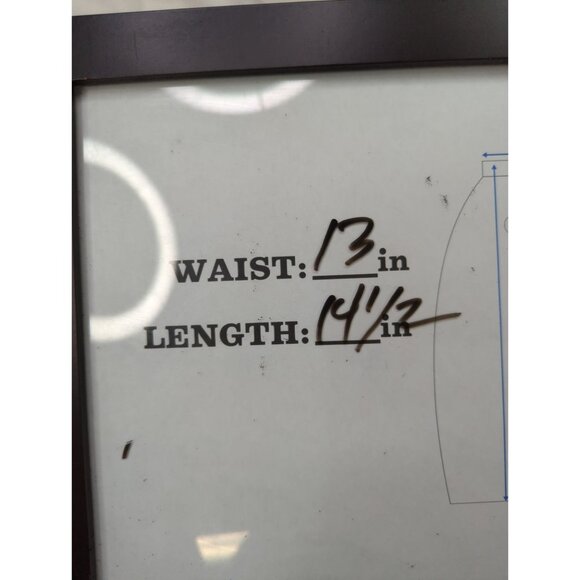 WAIST: 13 in
LENGTH: 14 1/2 in